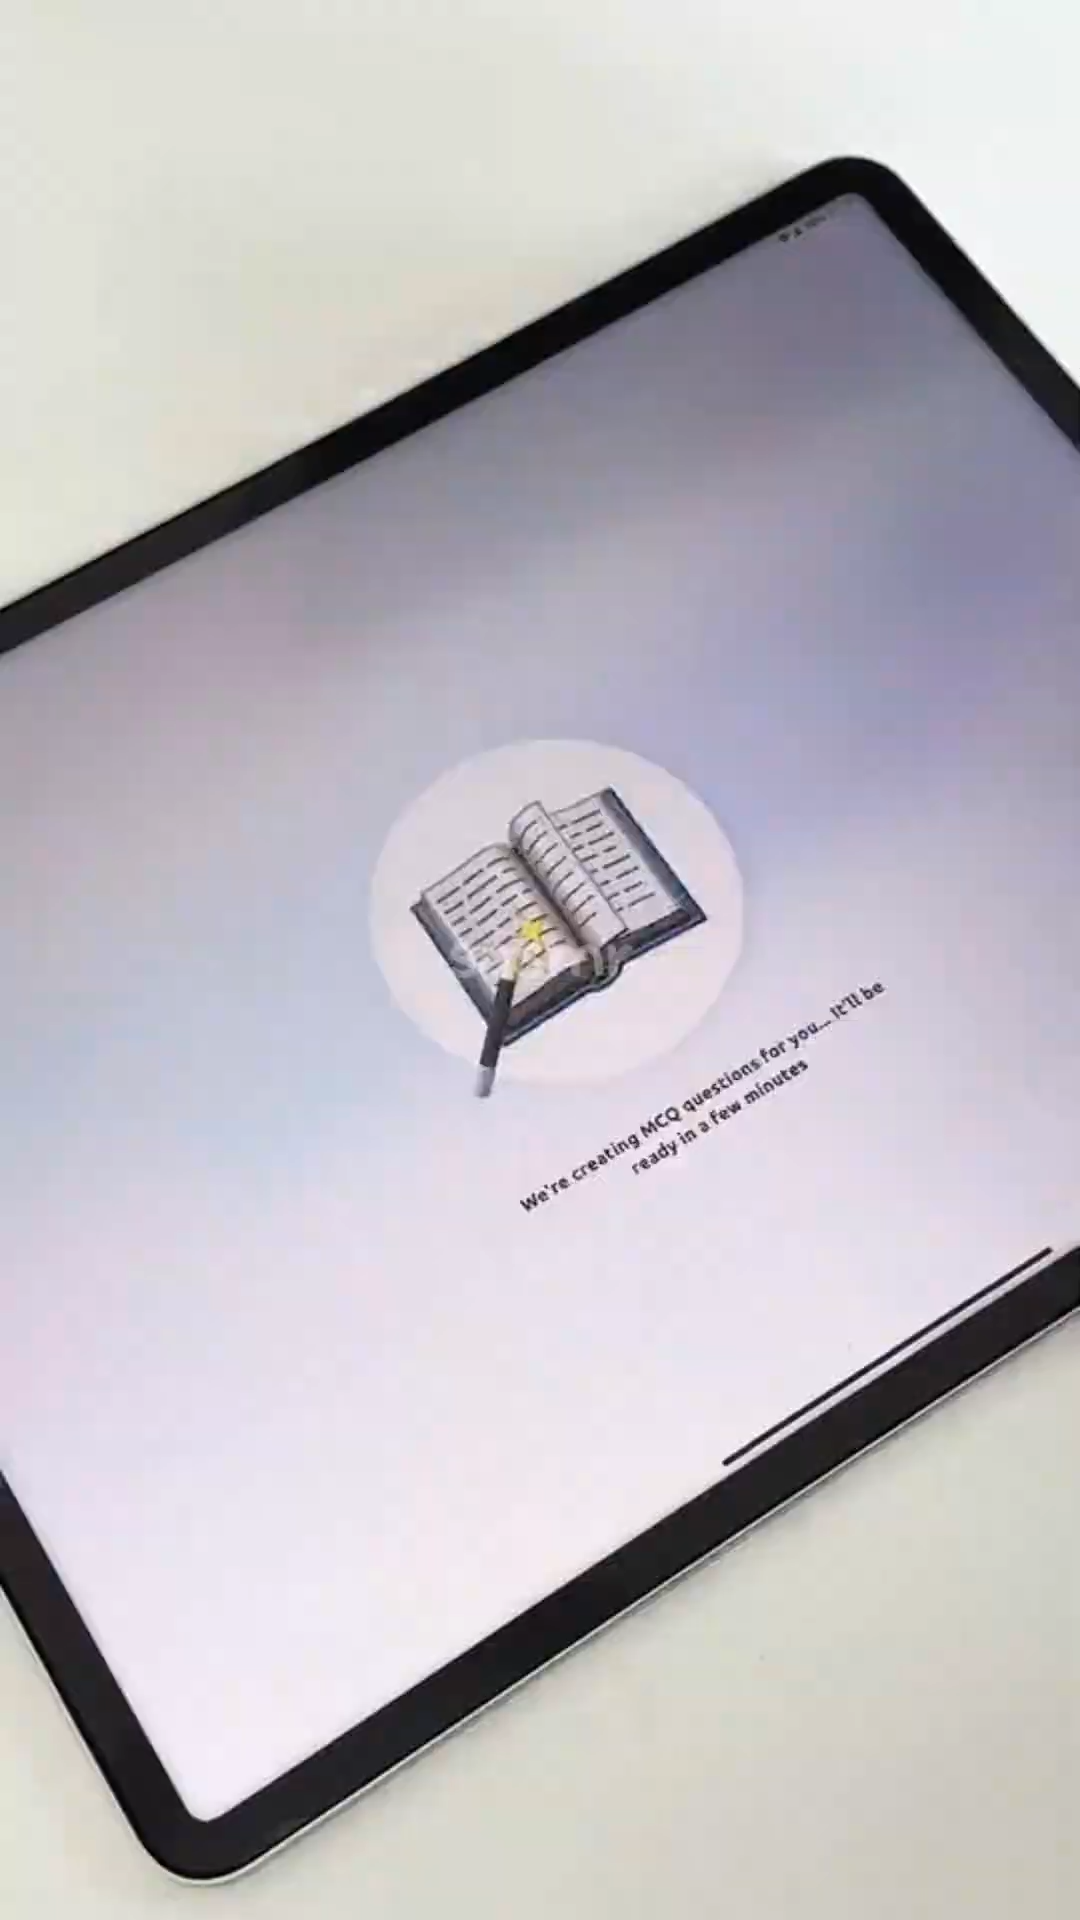 We're creating MCQ questions for you... It'll be
ready in a few minutes